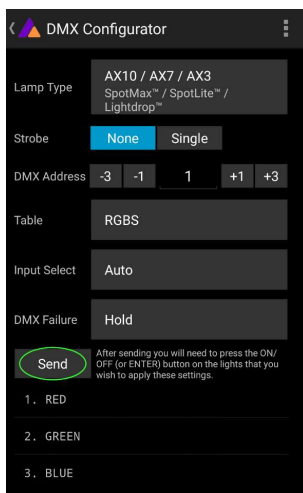 DMX Configurator
Lamp Type
AX10 / AX7 / AX3
SpotMax™ / SpotLite™ /
Lightdrop™
Strobe
None Single
DMX Address -3 -1 1 +1 +3
Table
RGBS
Input Select
Auto
DMX Failure
Hold
Send
After sending you will need to press the ON/
OFF (or ENTER) button on the lights that you
wish to apply these settings.
1. RED
2. GREEN
3. BLUE